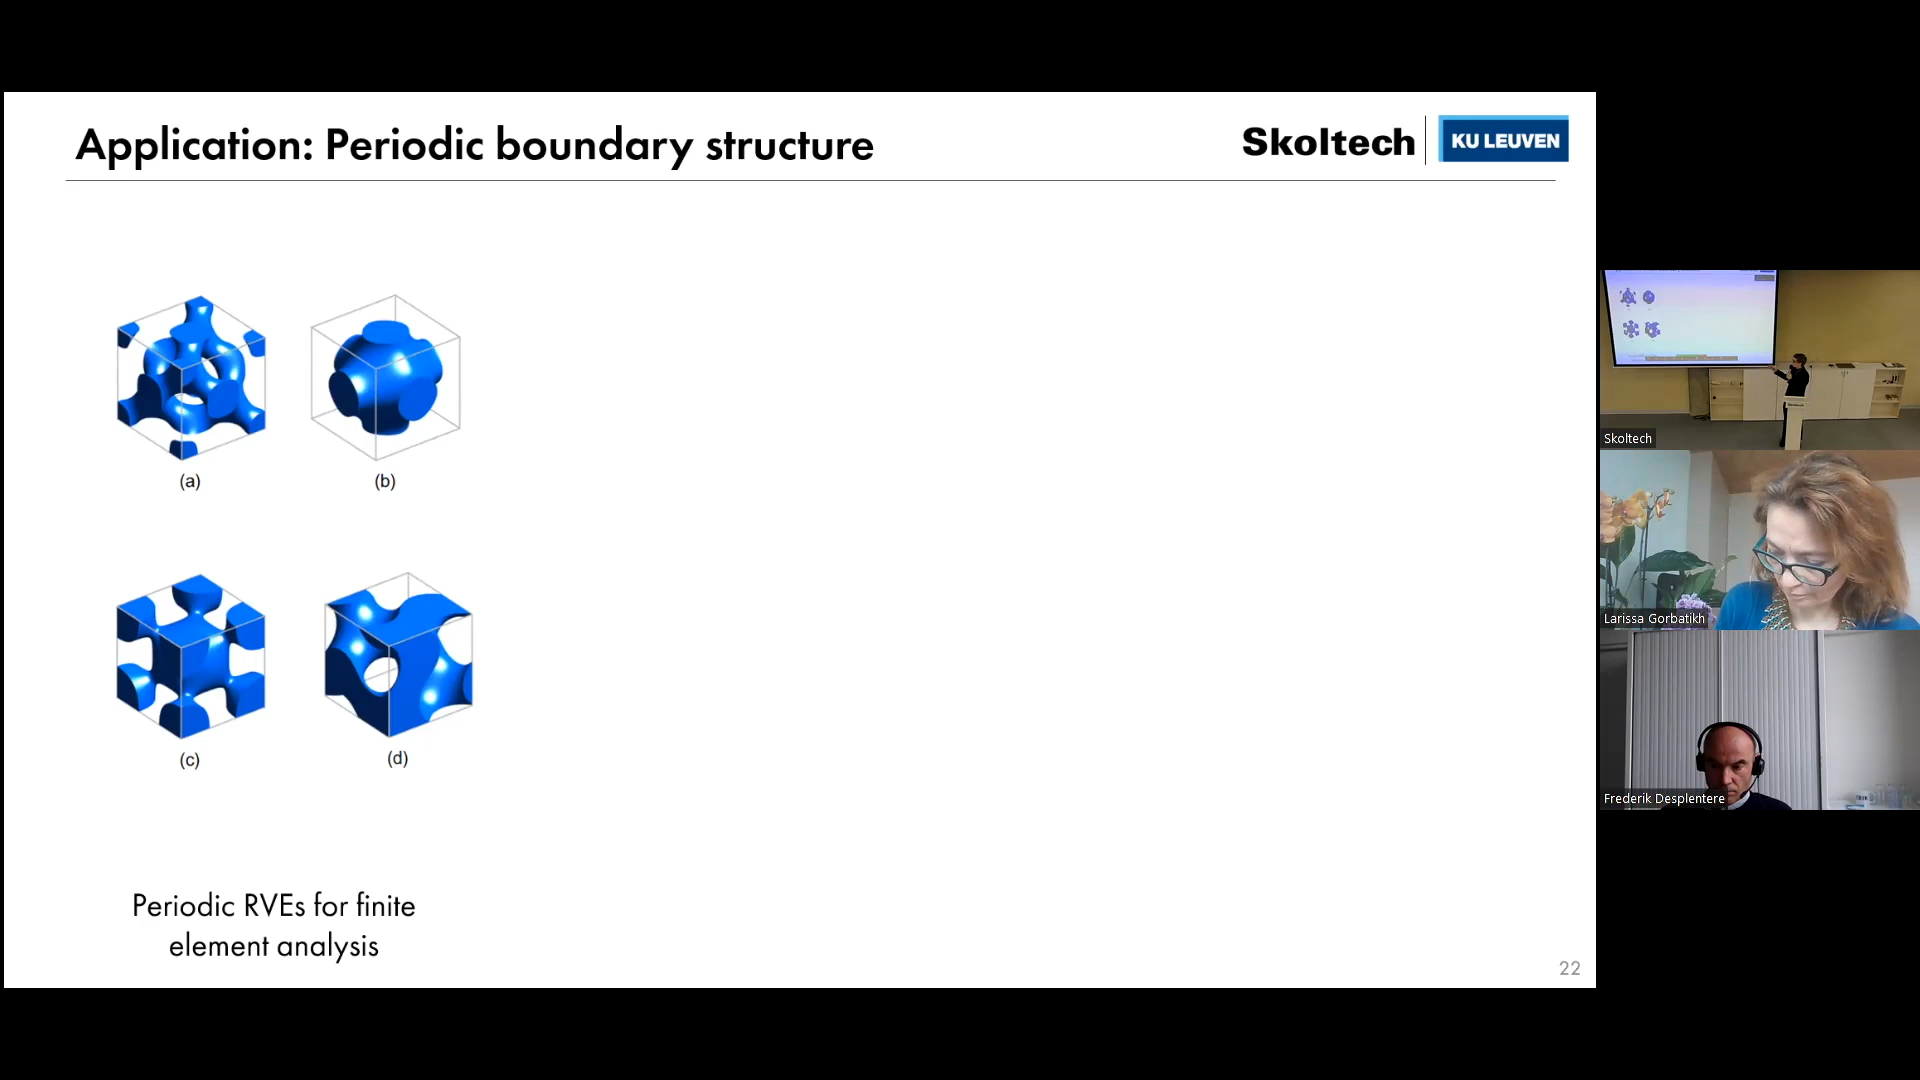 Application: Periodic boundary structure
Skoltech
KU LEUVEN
(a)
(b)
(c)
(d)
Periodic RVEs for finite
element analysis
22
Skoltech
Larissa Gorbatikh
Frederik Desplentere